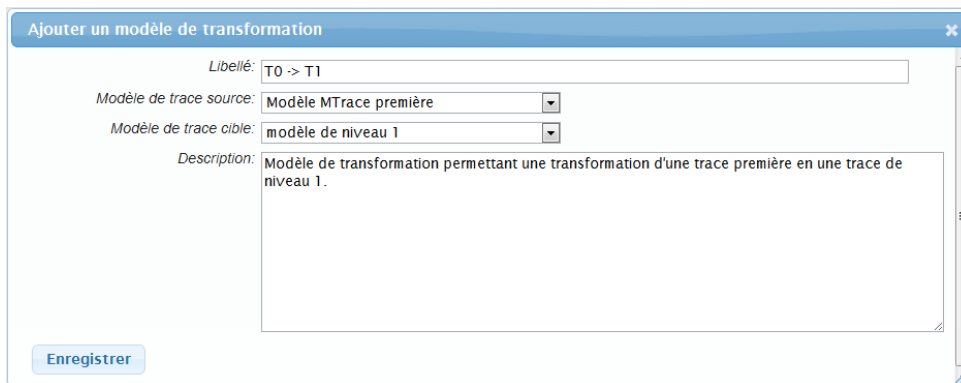 Ajouter un modèle de transformation
Libellé: T0 -> T1
Modèle de trace source: Modèle MTrace première
Modèle de trace cible: modèle de niveau 1
Description: Modèle de transformation permettant une transformation d'une trace première en une trace de
niveau 1.
Enregistrer